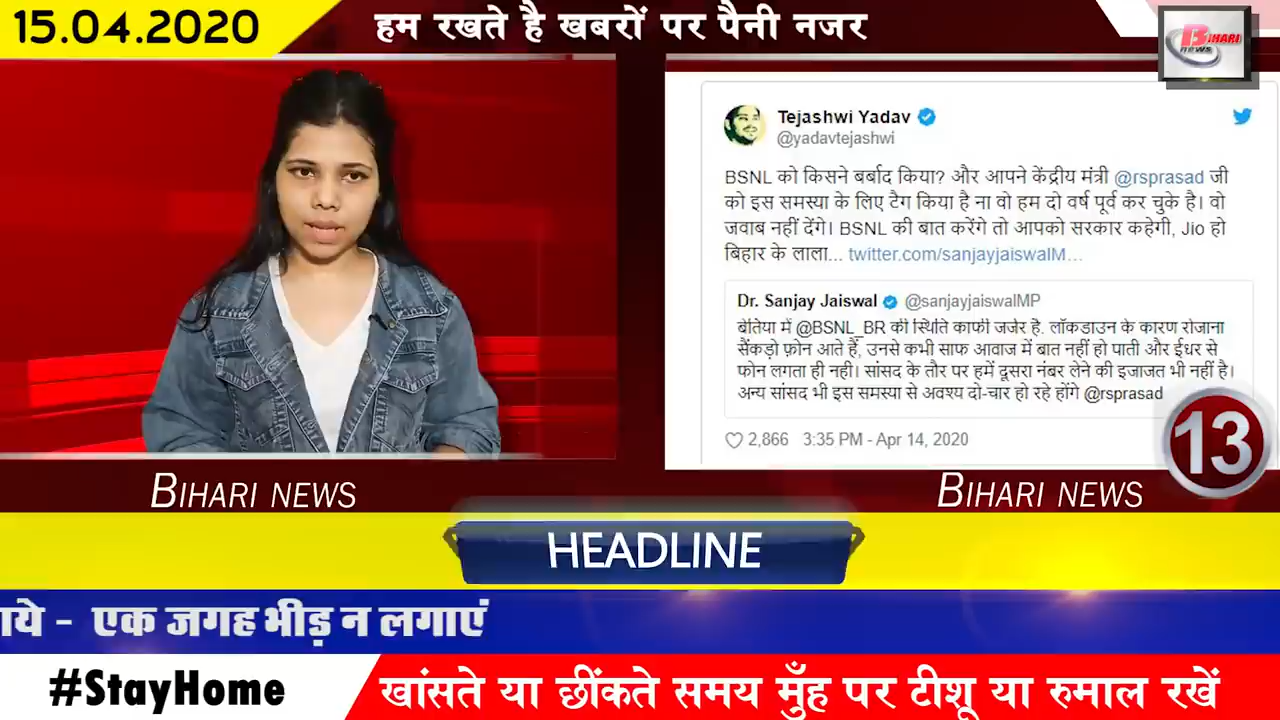 15.04.2020
हम रखते है खबरों पर पैनी नजर
BIHARI
NEWS
Tejashwi Yadav
@yadavtejashwi
BSNL को किसने बर्बाद किया? और आपने केंद्रीय मंत्री @rsprasad जी
को इस समस्या के लिए टैग किया है ना वो हम दो वर्ष पूर्व कर चुके है। वो
जवाब नहीं देंगे। BSNL की बात करेंगे तो आपको सरकार कहेगी, Jio हो
बिहार के लाला... twitter.com/sanjayjaiswalM…
Dr. Sanjay Jaiswal @sanjayjaiswalMP
बेतिया में @BSNL_BR की स्थिति काफी जर्जर है. लॉकडाउन के कारण रोजाना
सैंकड़ो फ़ोन आते हैं, उनसे कभी साफ आवाज में बात नहीं हो पाती और ईधर से
फोन लगता ही नही। सांसद के तौर पर हमें दूसरा नंबर लेने की इजाजत भी नहीं है।
अन्य सांसद भी इस समस्या से अवश्य दो-चार हो रहे होंगे @rsprasad
2,866 3:35 PM - Apr 14, 2020
13
BIHARI NEWS
BIHARI NEWS
HEADLINE
ाये - एक जगह भीड़ न लगाएं
#StayHome
खांसते या छींकते समय मुँह पर टीशू या रुमाल रखें